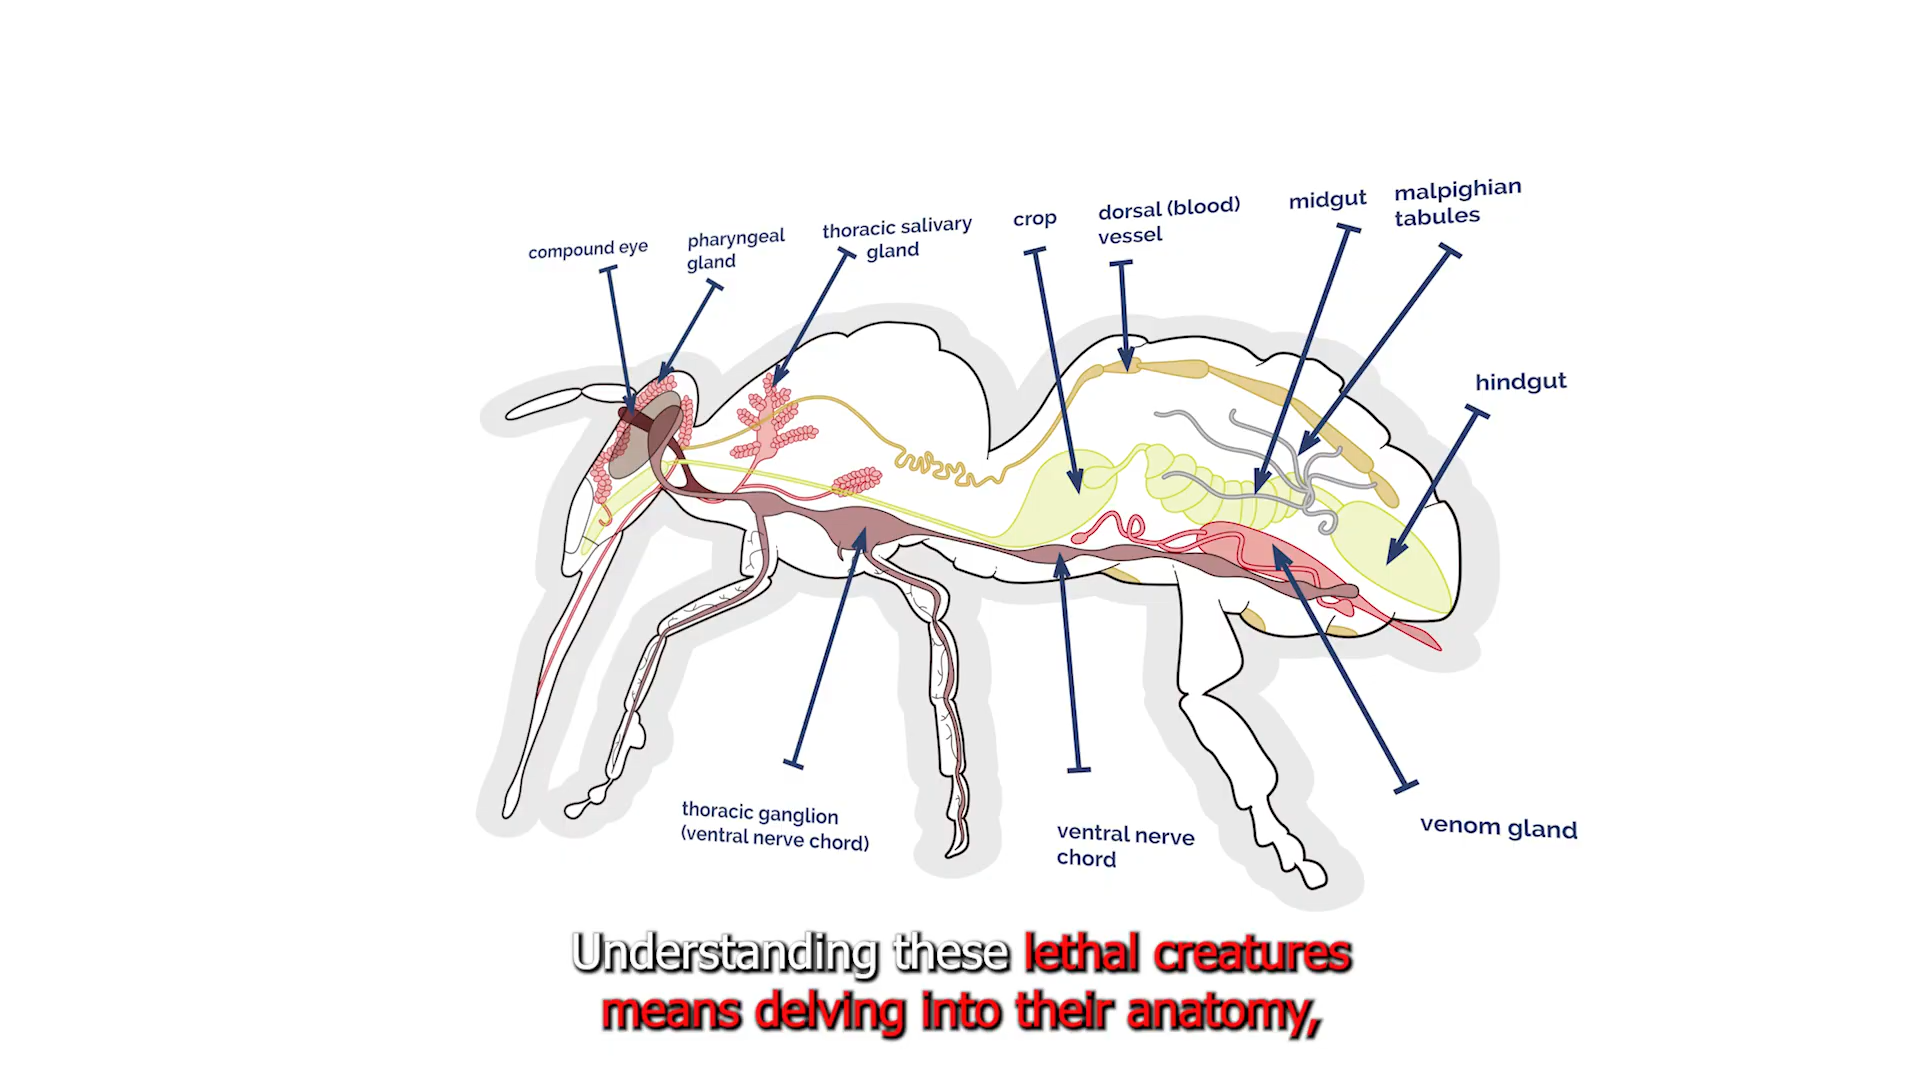 compound eye
pharyngeal
gland
thoracic salivary
gland
crop
dorsal (blood)
vessel
midgut
malpighian
tabules
hindgut
thoracic ganglion
(ventral nerve chord)
ventral nerve
chord
venom gland
Understanding these lethal creatures
means delving into their anatomy,